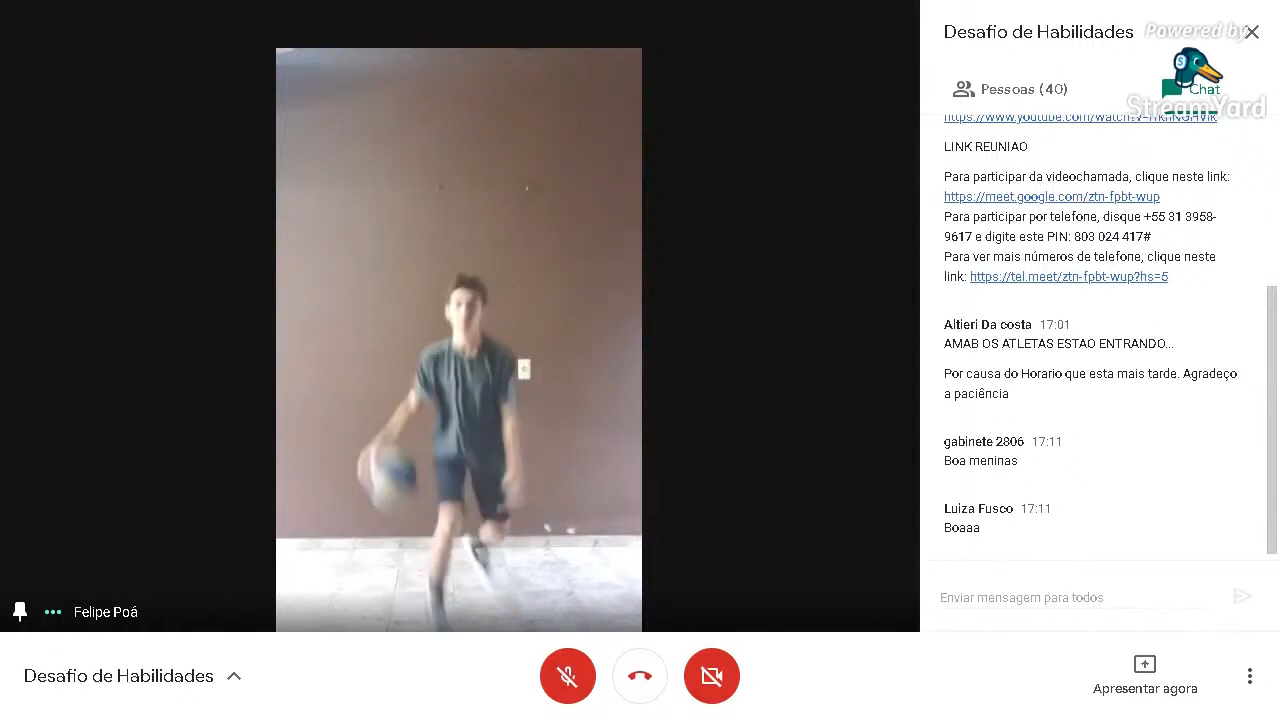 Desafio de Habilidades
Powered by
Pessoas (40)
Chat
StreamYard
LINK REUNIAO
Para participar da videochamada, clique neste link:
https://meet.google.com/ztn-fpbt-wup
Para participar por telefone, disque +55 31 3958-
9617 e digite este PIN: 803 024 417#
Para ver mais números de telefone, clique neste
link: https://tel.meet/ztn-fpbt-wup?hs=5
Altieri Da costa 17:01
AMAB OS ATLETAS ESTAO ENTRANDO...
Por causa do Horario que esta mais tarde. Agradeço
a paciência
gabinete 2806 17:11
Boa meninas
Luiza Fusco 17:11
Boaaa
Enviar mensagem para todos
Felipe Poá
Desafio de Habilidades
Apresentar agora